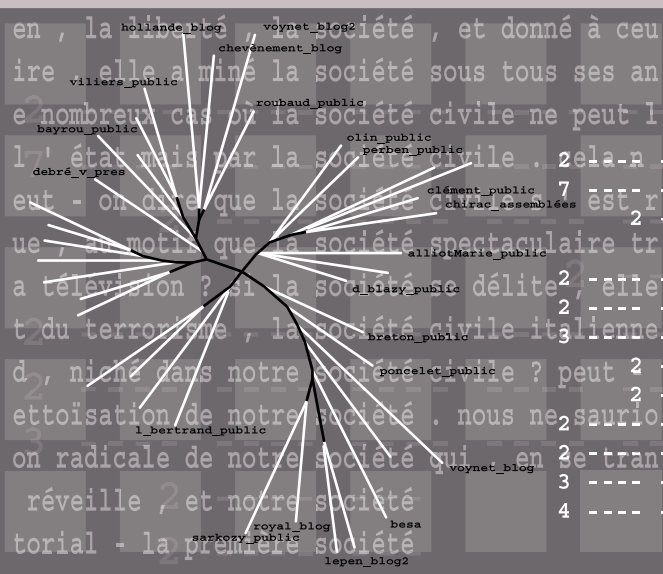 en , la liberté , la société , et donné à ceu
hollande_blog
voynet_blog2
chevènement_blog
ire , elle a miné la société sous tous ses an
viliers_public
roubaud_public
e nombreux cas où la société civile ne peut l
bayrou_public
olin_public
perben_public
l' état mais par la société civile . cela n
2 ----
debré_v_pres
clément_public
7 ----
eut - on dire que la société civile est r
chirac_assemblées
2
ue , au motif que société spectaculaire tr
alliotMarie_public
a télévision ? si la société délite , elle
2 ----
d_blazy_public
2 ----
t du terrorisme , la société civile italienne
breton_public
3 ----
d' niche dans notre société civile ? peut
poncelet_public
2 ----
2
ettoïsation de notre société . nous ne saurio
2 ----
l_bertrand_public
on radicale de notre société qui . en se tran
2 ----
voynet_blog
3 ----
réveille , et notre société
4 ----
royal_blog
besa
sarkozy_public
torial - la première société
lepen_blog2